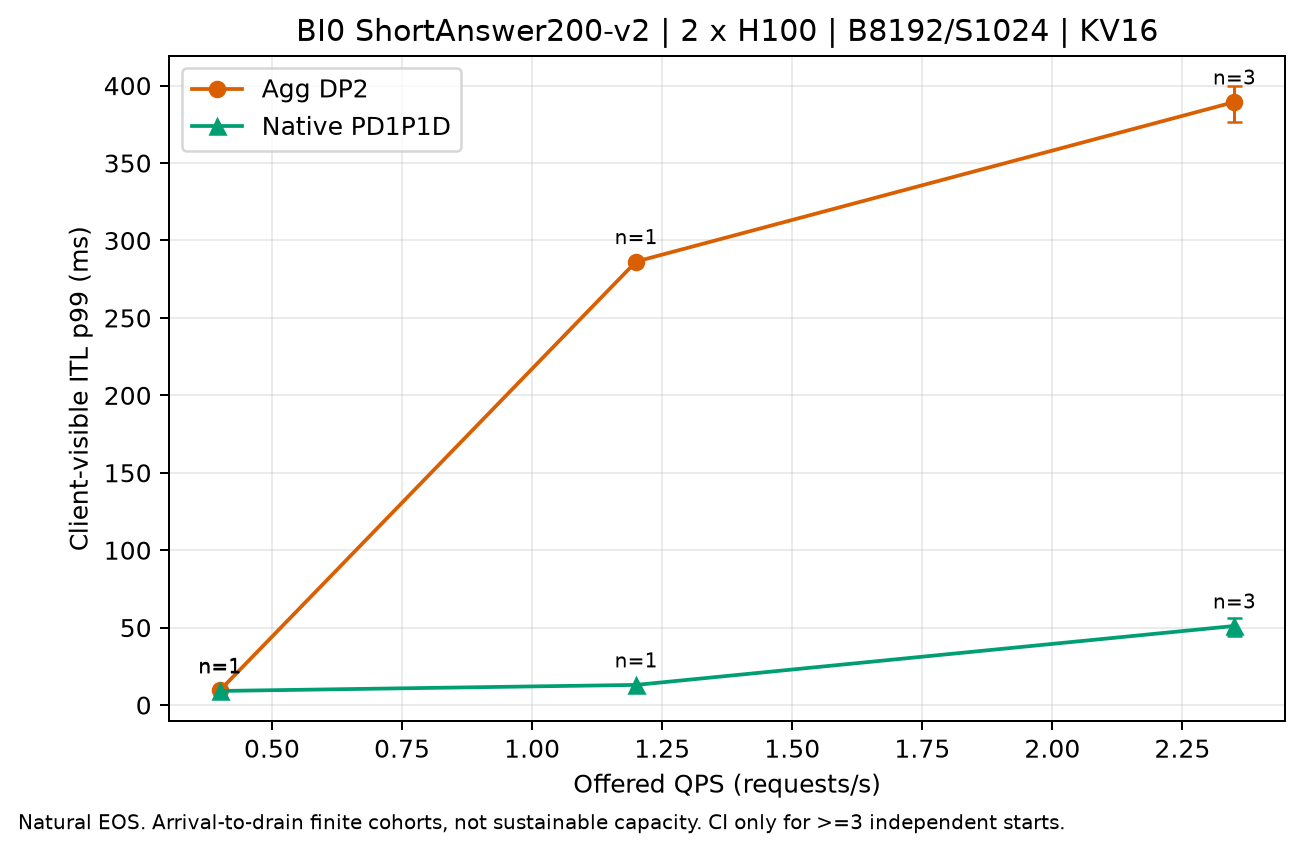 BI0 ShortAnswer200-v2 | 2 x H100 | B8192/S1024 | KV16
Agg DP2
Native PD1P1D
Client-visible ITL p99 (ms)
400
350
300
250
200
150
100
50
0
n=1
n=1
n=1
n=3
n=3
0.50 0.75 1.00 1.25 1.50 1.75 2.00 2.25
Offered QPS (requests/s)
Natural EOS. Arrival-to-drain finite cohorts, not sustainable capacity. CI only for >=3 independent starts.